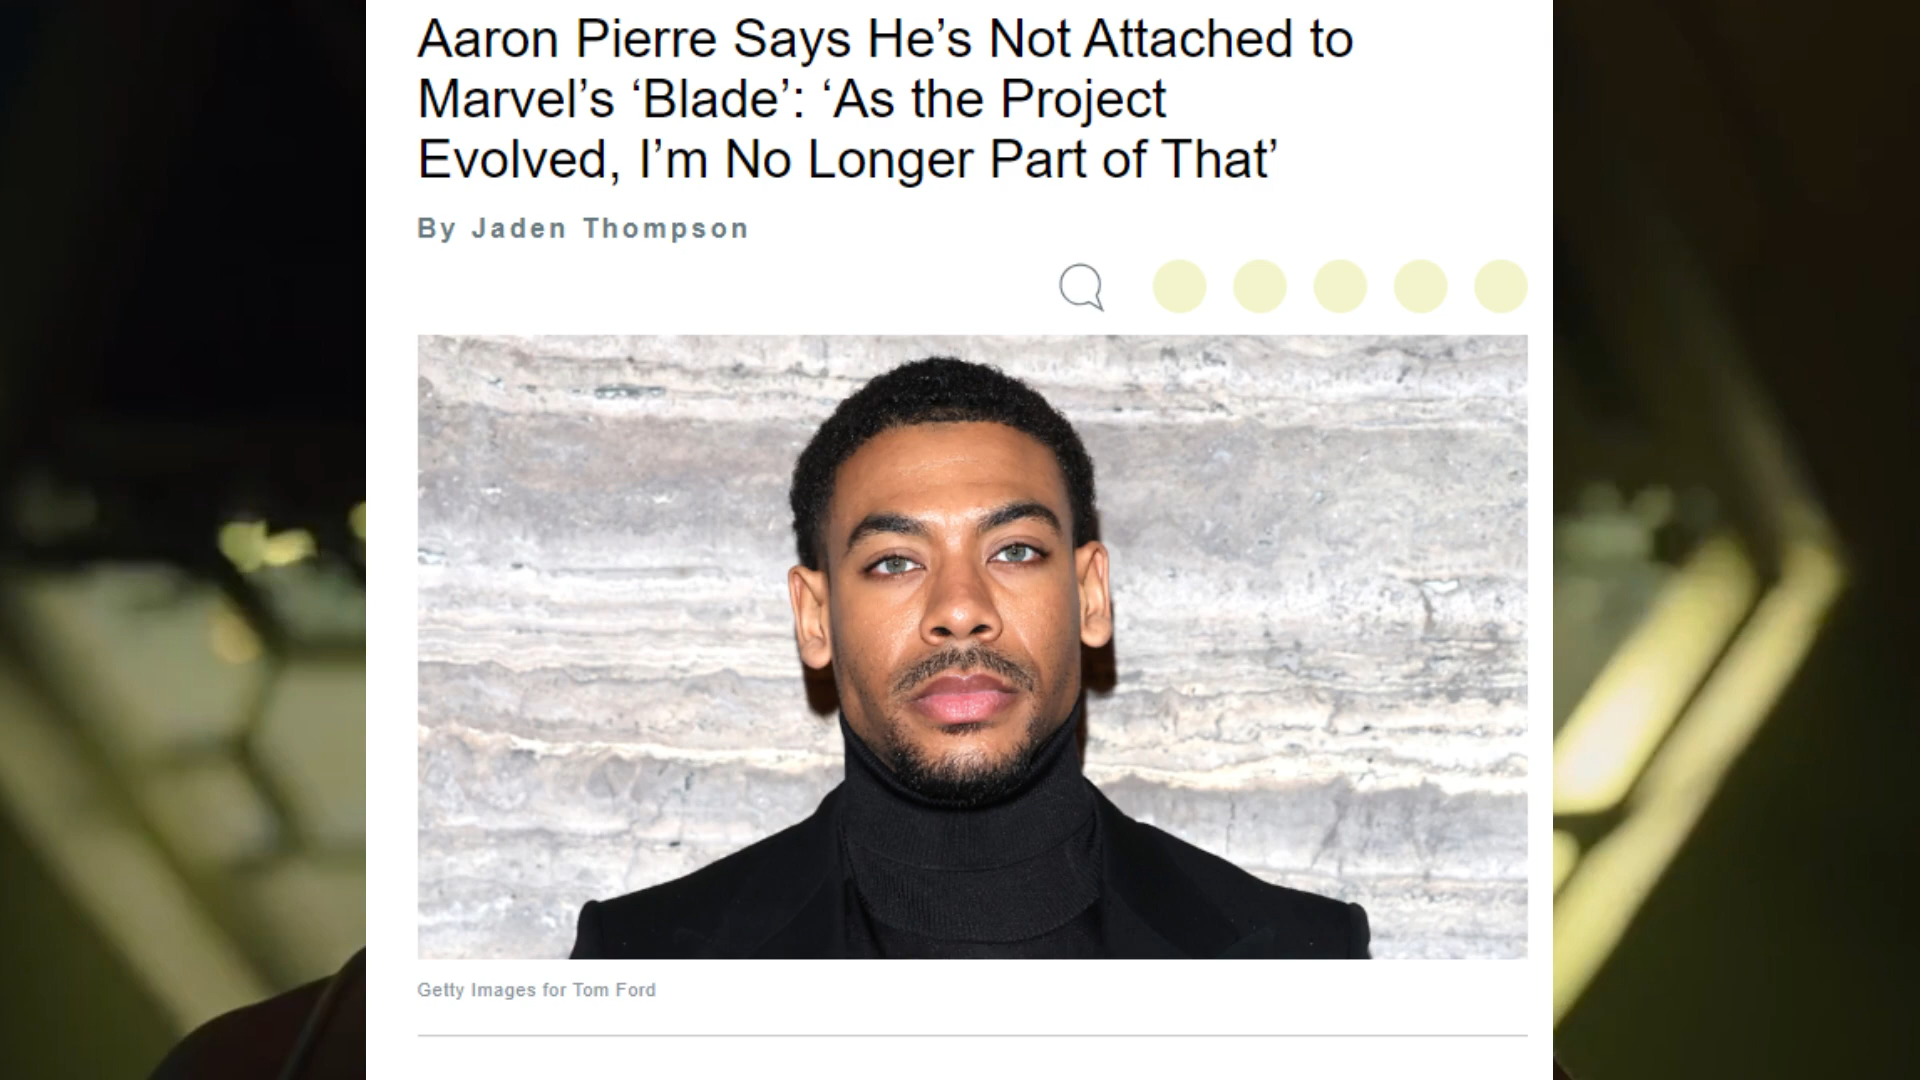 Aaron Pierre Says He’s Not Attached to
Marvel’s ‘Blade’: ‘As the Project
Evolved, I’m No Longer Part of That’
By Jaden Thompson
Getty Images for Tom Ford